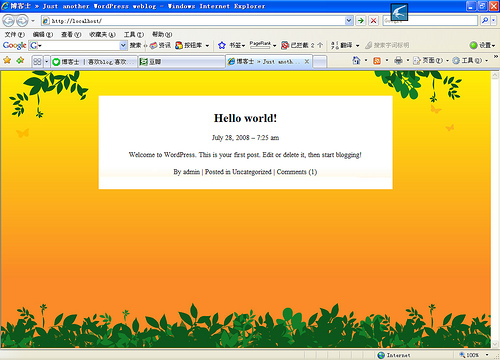 博客士 » Just another WordPress weblog - Windows Internet Explorer
http://localhost/
Google
文件(F) 编辑(E) 查看(V) 收藏夹(A) 工具(T) 帮助(H)
Google G 搜索 资讯 按钮库 书签 PageRank 已拦截 2 个 翻译 搜索字词标明 设置
博客士 | 喜欢blog,喜欢... 豆瓣 博客士 » Just anoth... 页面(P) 工具(O)
Hello world!
July 28, 2008 – 7:25 am
Welcome to WordPress. This is your first post. Edit or delete it, then start blogging!
By admin | Posted in Uncategorized | Comments (1)
Internet 100%